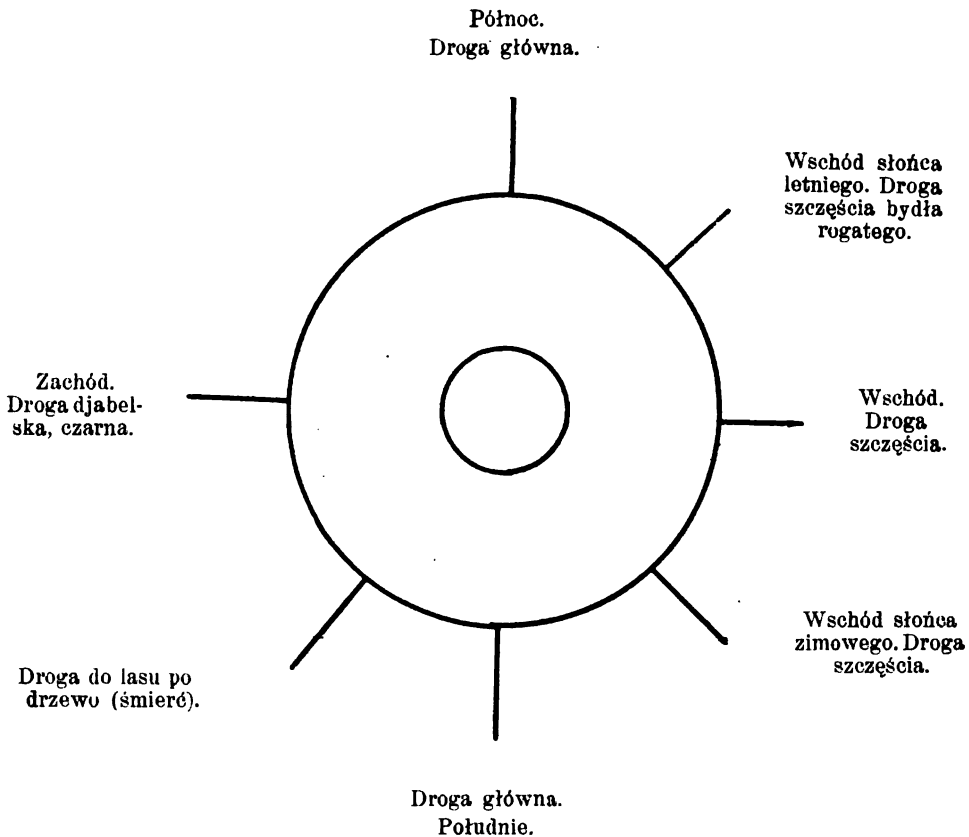 Północ.
Droga główna.
Wschód słońca
letniego. Droga
szczęścia bydła
rogatego.
Zachód.
Droga djabel-
ska, czarna.
Wschód.
Droga
szczęścia.
Wschód słońca
zimowego. Droga
szczęścia.
Droga do lasu po
drzewo (śmierć).
Droga główna.
Południe.